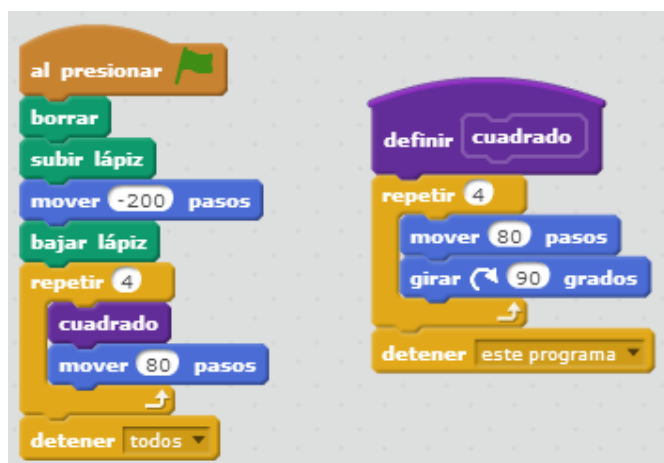 al presionar
borrar
subir lápiz
mover -200 pasos
bajar lápiz
repetir 4
cuadrado
mover 80 pasos
detener todos
definir cuadrado
repetir 4
mover 80 pasos
girar 90 grados
detener este programa